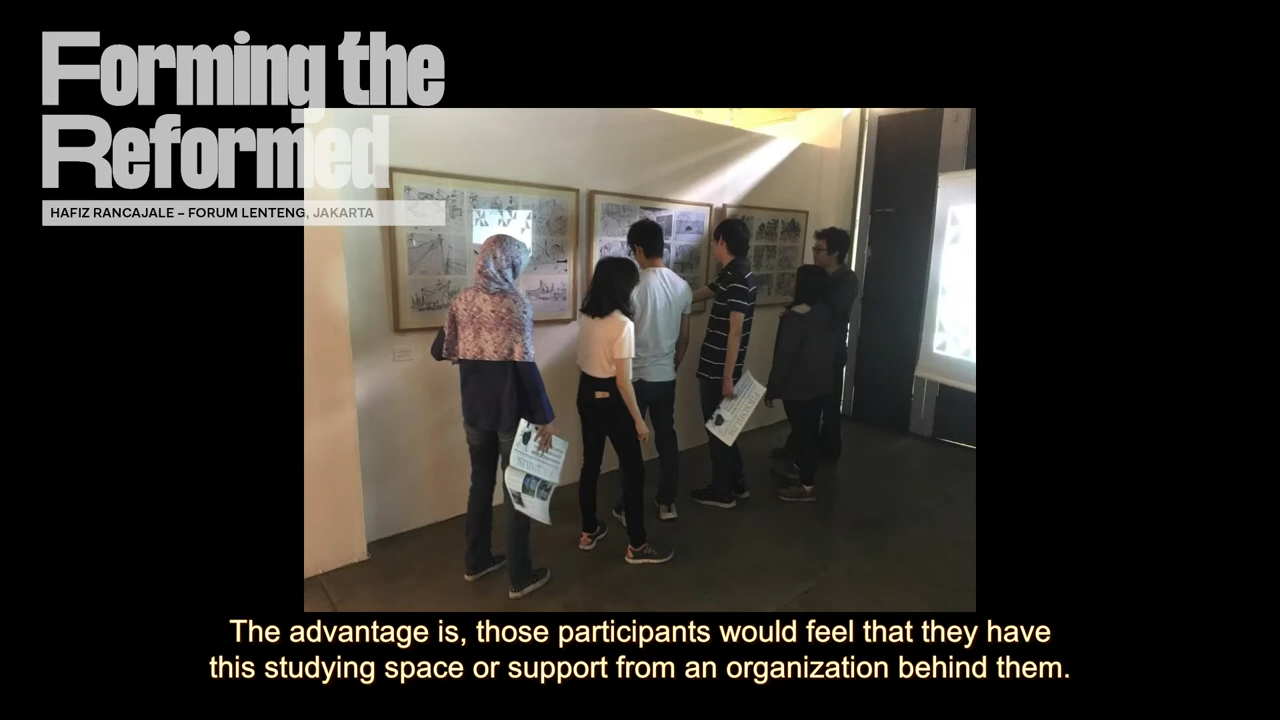 Forming the
Reformed
HAFIZ RANCAJALE – FORUM LENTENG, JAKARTA
The advantage is, those participants would feel that they have
this studying space or support from an organization behind them.